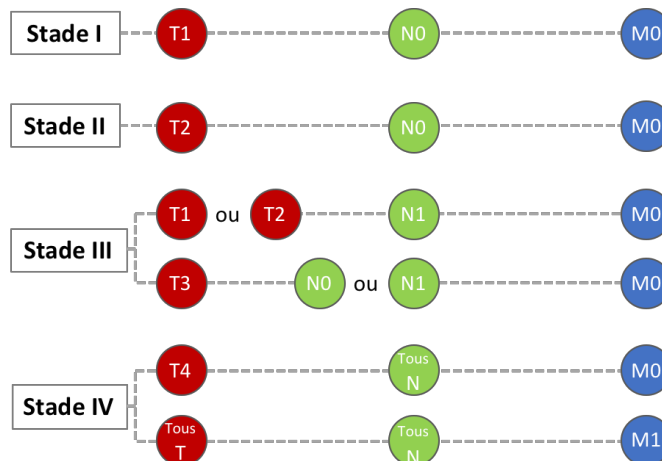 Stade I T1 N0 M0
Stade II T2 N0 M0
T1 ou T2 N1 M0
Stade III
T3 N0 ou N1 M0
T4 Tous N M0
Stade IV
Tous T Tous N M1